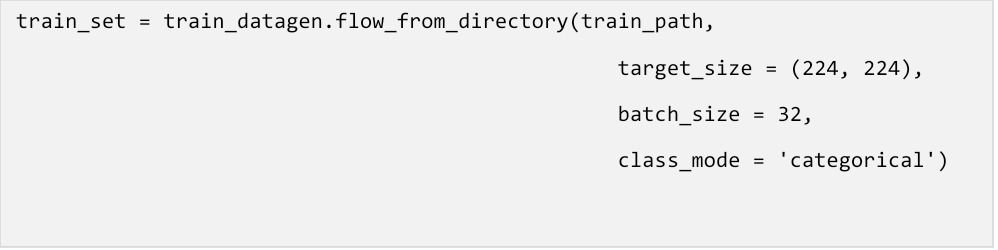 train_set = train_datagen.flow_from_directory(train_path,
target_size = (224, 224),
batch_size = 32,
class_mode = 'categorical')